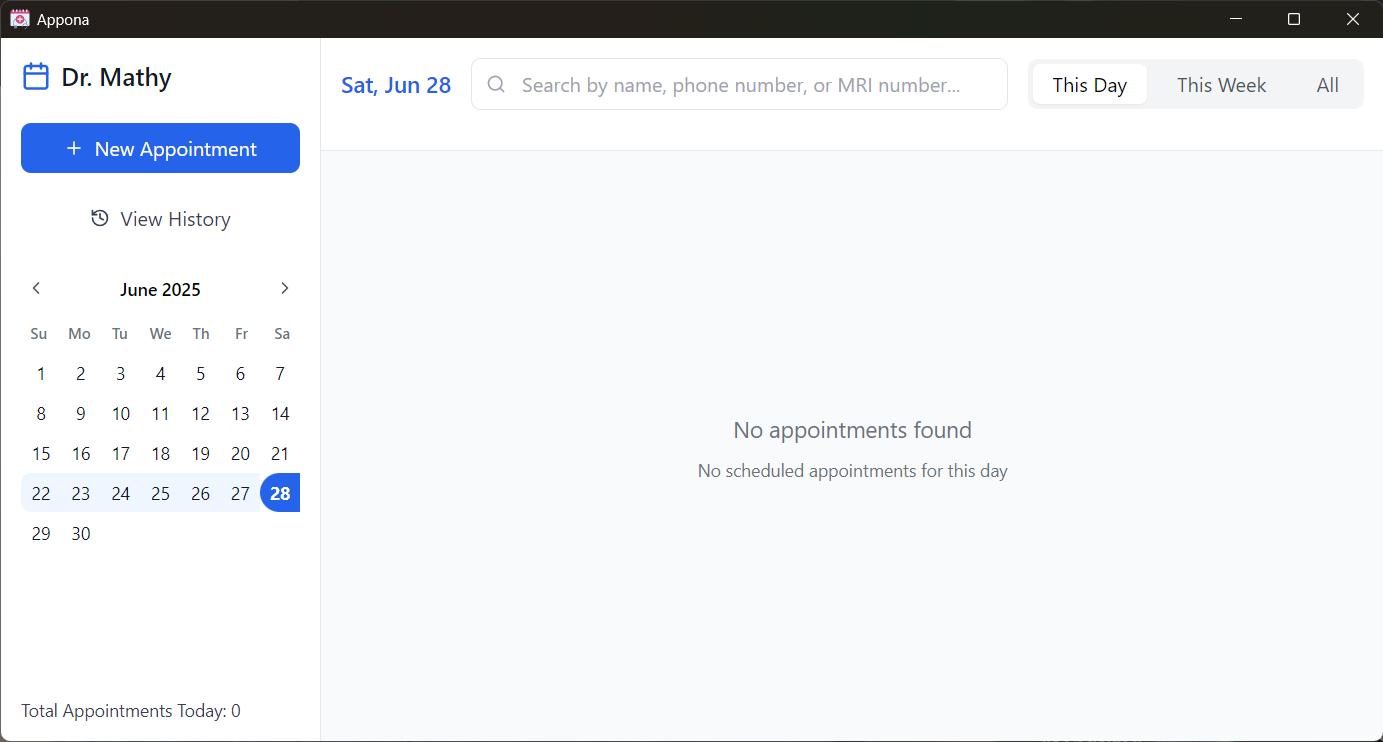 Appona
Dr. Mathy
New Appointment
View History
June 2025
Su Mo Tu We Th Fr Sa
1 2 3 4 5 6 7
8 9 10 11 12 13 14
15 16 17 18 19 20 21
22 23 24 25 26 27 28
29 30
Total Appointments Today: 0
Sat, Jun 28
Search by name, phone number, or MRI number...
This Day This Week All
No appointments found
No scheduled appointments for this day